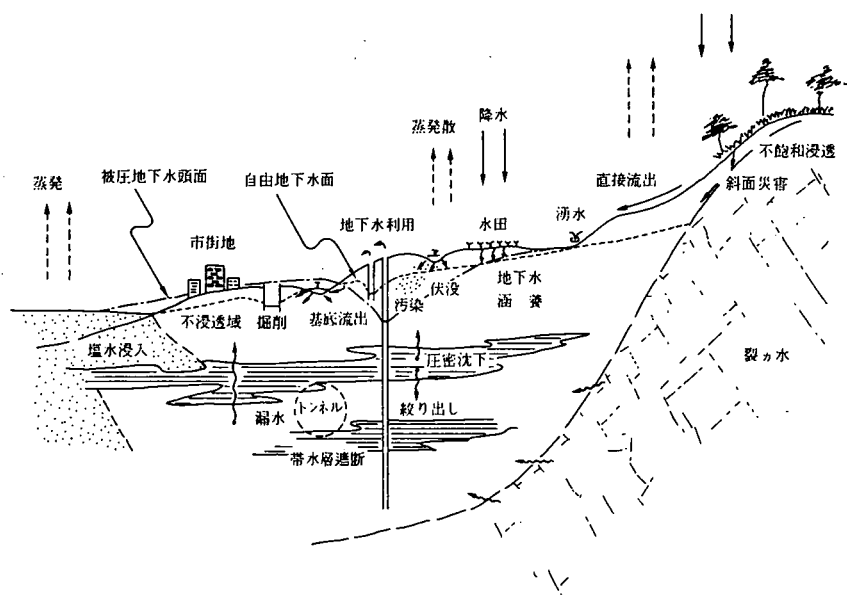 降水
蒸発散
不飽和浸透
直接流出
斜面災害
蒸発
被圧地下水頭面
自由地下水面
地下水利用
水田
湧水
市街地
伏没
地下水
涵養
汚染
不浸透域
掘削
基底流出
塩水浸入
圧密沈下
裂カ水
トンネル
絞り出し
漏水
帯水層遮断